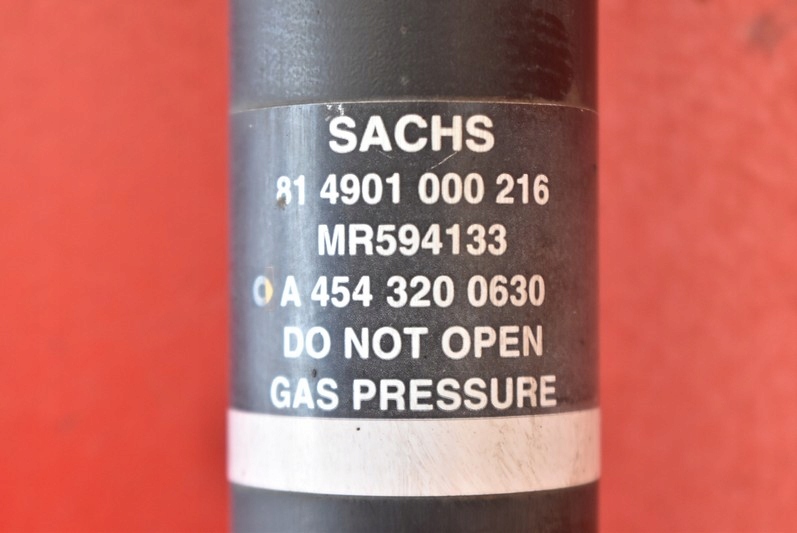 SACHS
81 4901 000 216
MR594133
A 454 320 0630
DO NOT OPEN
GAS PRESSURE